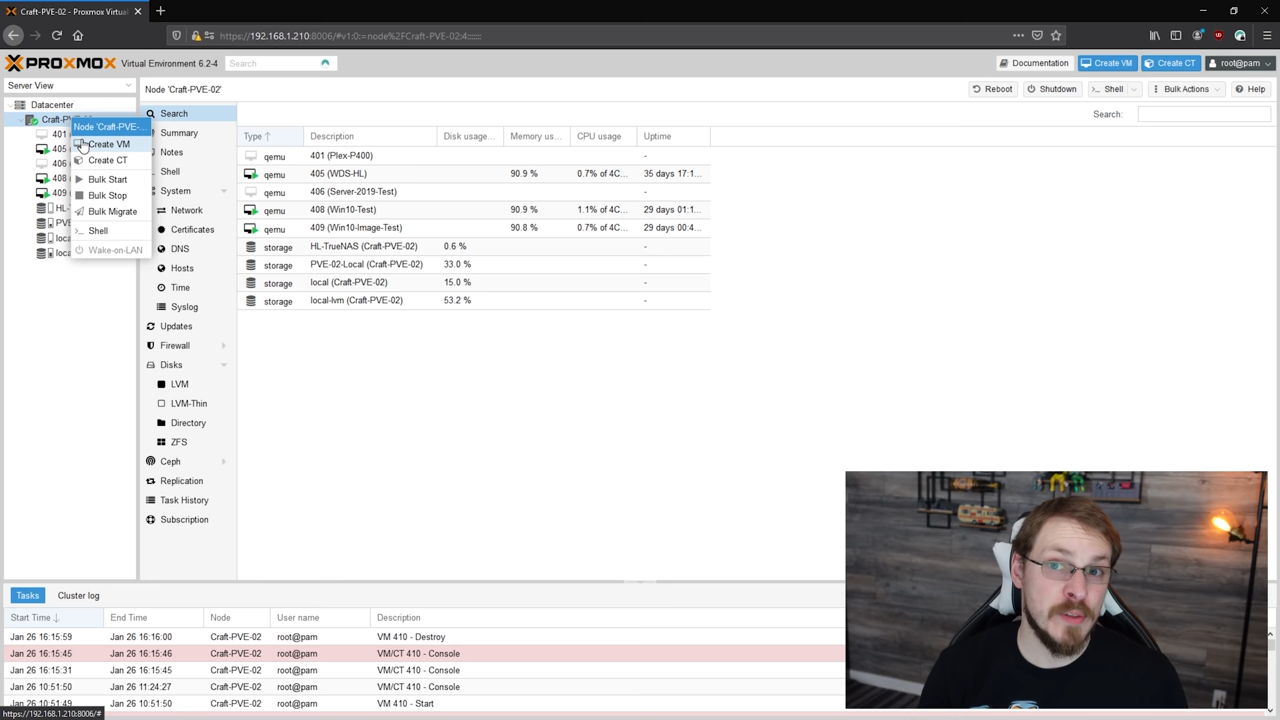 Craft-PVE-02 - Proxmox Virtual
https://192.168.1.210:8006/#v1:0:=node%2FCraft-PVE-02:4:::::::
PROXMOX Virtual Environment 6.2-4 Search Documentation Create VM Create CT root@pam
Server View Node 'Craft-PVE-02' Reboot Shutdown Shell Bulk Actions Help
Datacenter
Search:
Node 'Craft-PVE-...
Create VM
Create CT
Bulk Start
Bulk Stop
Bulk Migrate
Shell
Wake-on-LAN
401
405
406
408
409
Search
Summary
Notes
Shell
System
Network
Certificates
DNS
Hosts
Time
Syslog
Updates
Firewall
Disks
LVM
LVM-Thin
Directory
ZFS
Ceph
Replication
Task History
Subscription
Type Description Disk usage... Memory us... CPU usage Uptime
qemu 401 (Plex-P400) -
qemu 405 (WDS-HL) 90.9 % 0.7% of 4C... 35 days 17:1...
qemu 406 (Server-2019-Test) -
qemu 408 (Win10-Test) 90.9 % 1.1% of 4C... 29 days 01:1...
qemu 409 (Win10-Image-Test) 90.8 % 0.7% of 4C... 29 days 00:4...
storage HL-TrueNAS (Craft-PVE-02) 0.6 % -
storage PVE-02-Local (Craft-PVE-02) 33.0 % -
storage local (Craft-PVE-02) 15.0 % -
storage local-lvm (Craft-PVE-02) 53.2 % -
Tasks Cluster log
Start Time End Time Node User name Description
Jan 26 16:15:59 Jan 26 16:16:00 Craft-PVE-02 root@pam VM 410 - Destroy
Jan 26 16:15:45 Jan 26 16:15:46 Craft-PVE-02 root@pam VM/CT 410 - Console
Jan 26 16:15:31 Jan 26 16:15:45 Craft-PVE-02 root@pam VM/CT 410 - Console
Jan 26 10:51:50 Jan 26 11:24:27 Craft-PVE-02 root@pam VM/CT 410 - Console
Jan 26 10:51:49 Jan 26 10:51:50 Craft-PVE-02 root@pam VM 410 - Start
https://192.168.1.210:8006/#